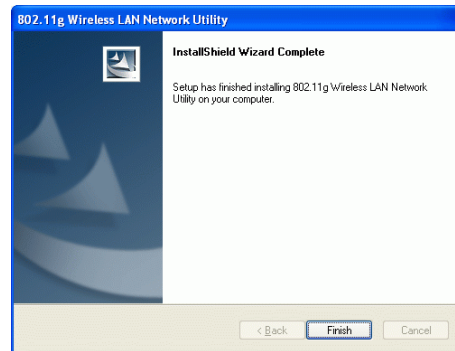 802.11g Wireless LAN Network Utility
InstallShield Wizard Complete
Setup has finished installing 802.11g Wireless LAN Network
Utility on your computer.
< Back
Finish
Cancel